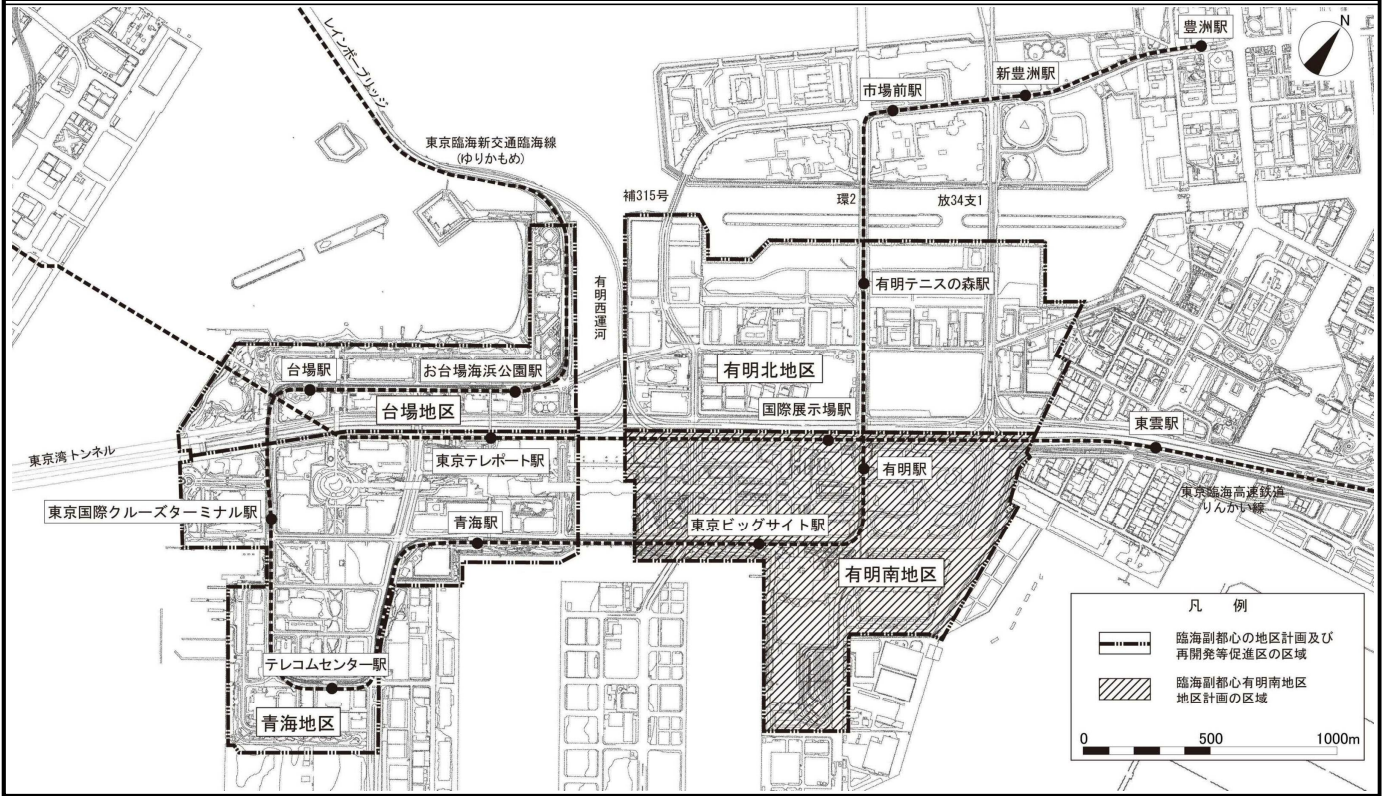 レインボーブリッジ
豊洲駅
N
新豊洲駅
市場前駅
東京臨海新交通臨海線
(ゆりかもめ)
補315号
環2
放34支1
有明西運河
有明テニスの森駅
台場駅
お台場海浜公園駅
有明北地区
台場地区
国際展示場駅
東雲駅
東京湾トンネル
東京テレポート駅
有明駅
東京臨海高速鉄道
りんかい線
東京国際クルーズターミナル駅
青海駅
東京ビッグサイト駅
有明南地区
テレコムセンター駅
青海地区
凡 例
臨海副都心の地区計画及び
再開発等促進区の区域
臨海副都心有明南地区
地区計画の区域
0 500 1000m